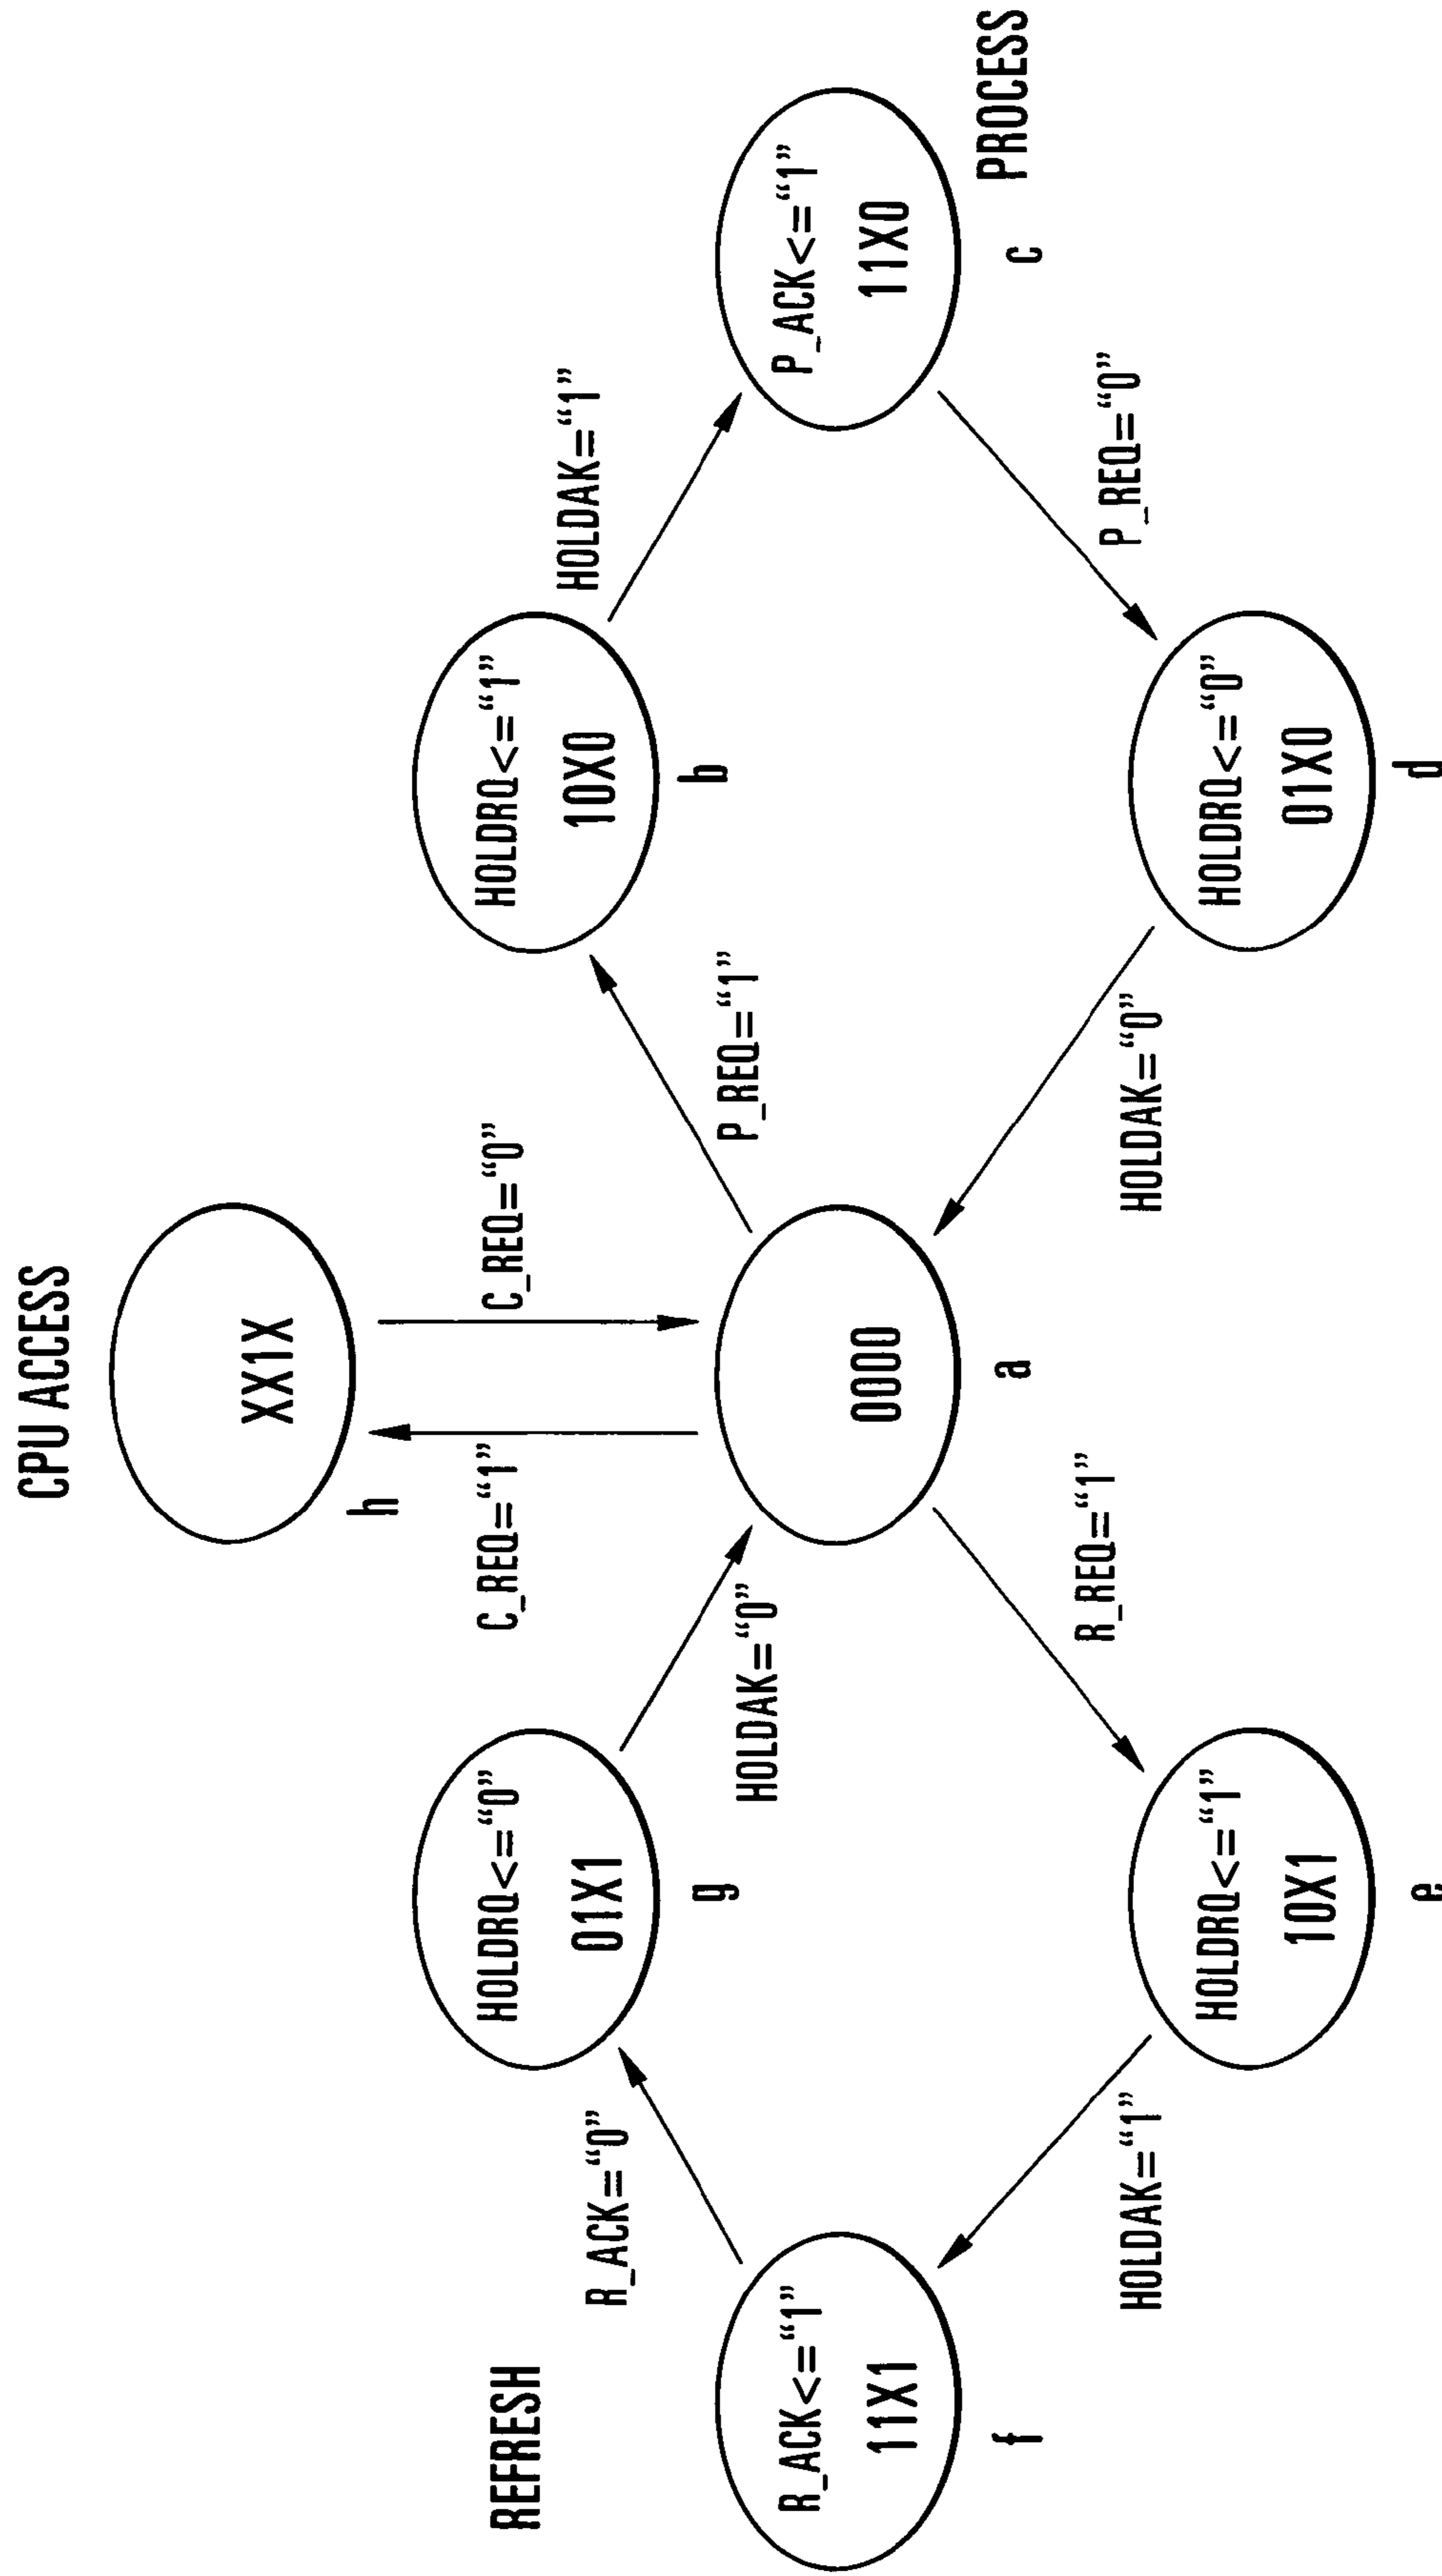 CPU ACCESS
XX1X
h
C_REQ="1"
C_REQ="0"
REFRESH
HOLDRQ<="0"
01X1
g
HOLDRQ<="1"
10X0
b
R_ACK="0"
HOLDAK="0"
P_REQ="1"
HOLDAK="1"
R_ACK<="1"
11X1
f
0000
a
P_ACK<="1"
11X0
c
PROCESS
HOLDAK="1"
R_REQ="1"
HOLDAK="0"
P_REQ="0"
HOLDRQ<="1"
10X1
e
HOLDRQ<="0"
01X0
d